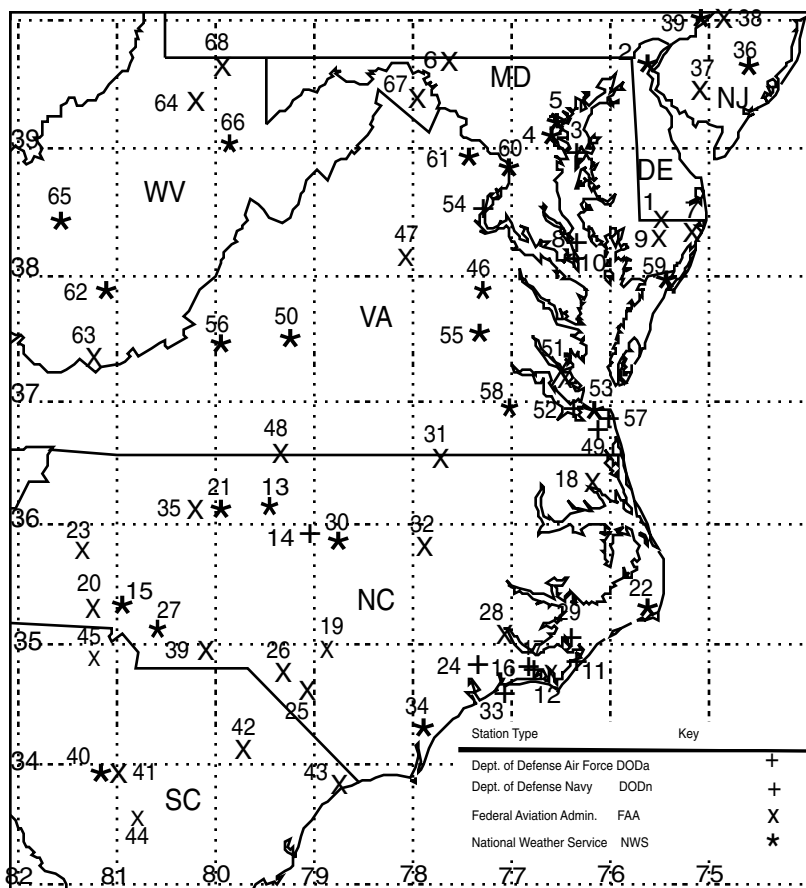 39 38
68 6 MD 2 36
67 37
64 NJ
5
66 4 3
39 61 60
DE
65 WV 54 1 7
47 8 9
10
38 59
62 46
VA
63 56 50 55 51
37 58 52 53
57
48 31 49
18
35 21 13
36 23 14 30 32
20 15 NC 22
27 28 29
35 19
45 39 26 24 16 11
25 12
33
42 34
34 40 41 43
SC
44
Station Type Key
Dept. of Defense Air Force DODa +
Dept. of Defense Navy DODn +
Federal Aviation Admin. FAA X
National Weather Service NWS *
82 81 80 79 78 77 76 75